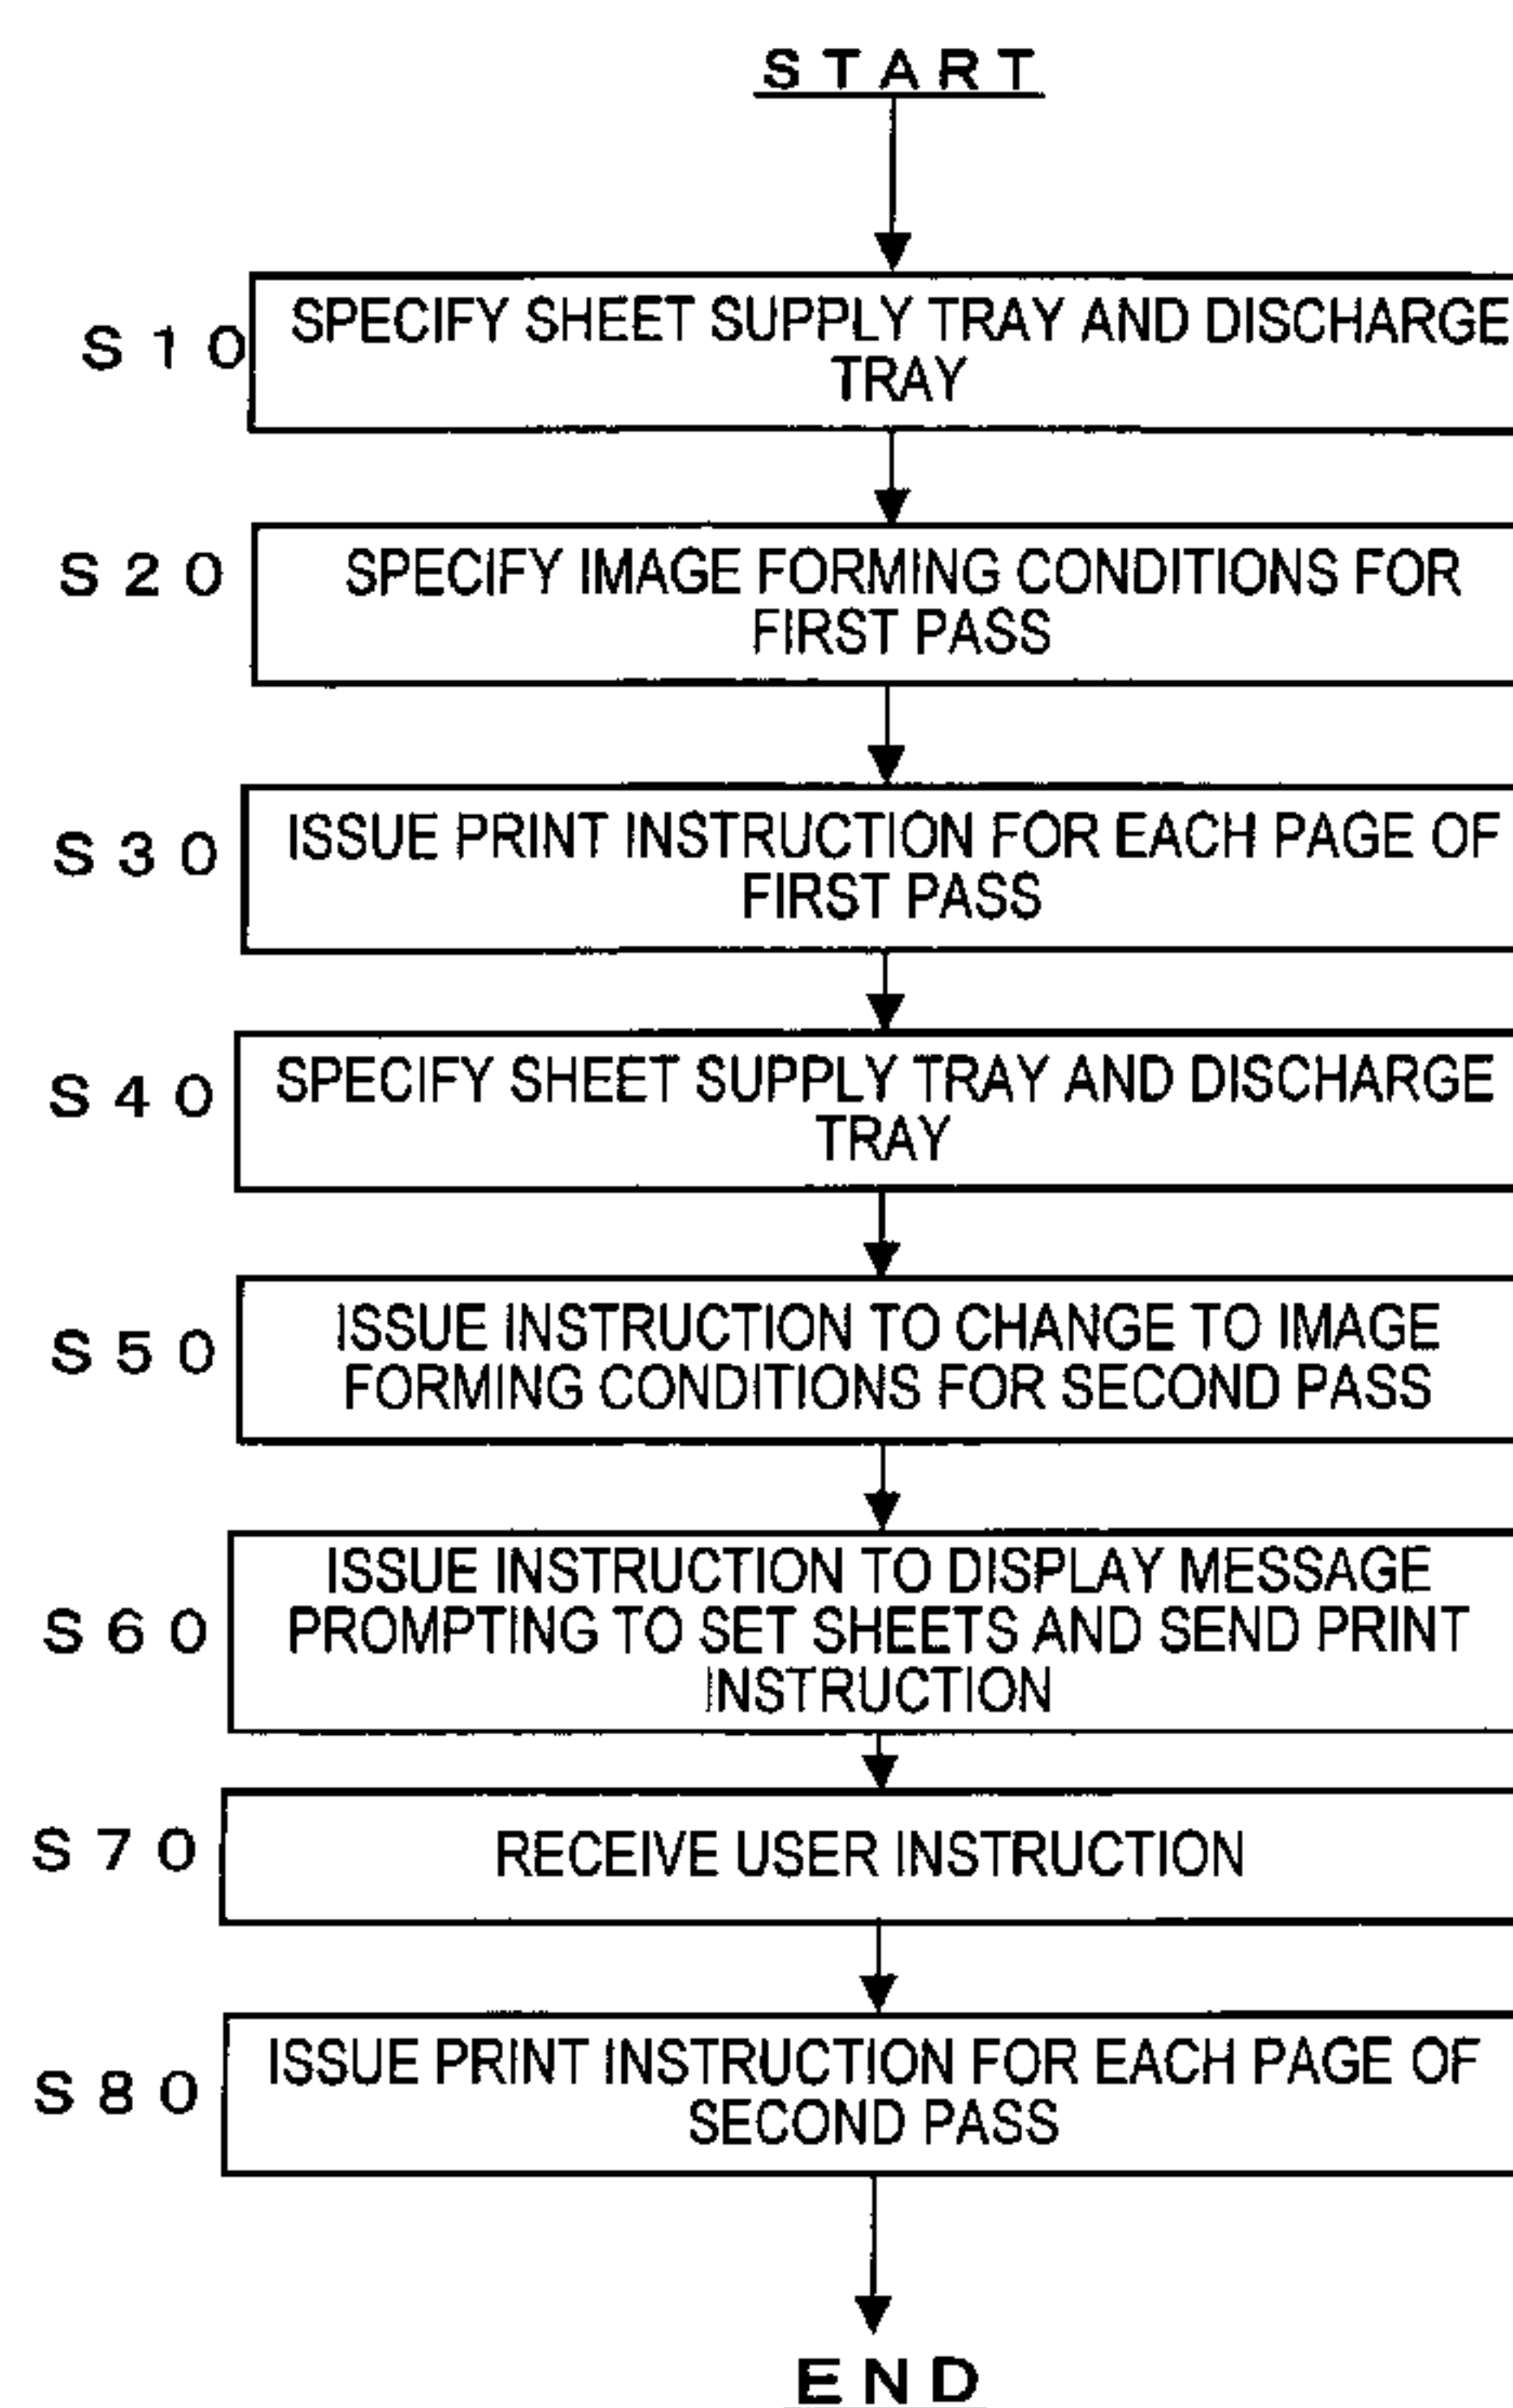 START
S10
SPECIFY SHEET SUPPLY TRAY AND DISCHARGE
TRAY
S20
SPECIFY IMAGE FORMING CONDITIONS FOR
FIRST PASS
S30
ISSUE PRINT INSTRUCTION FOR EACH PAGE OF
FIRST PASS
S40
SPECIFY SHEET SUPPLY TRAY AND DISCHARGE
TRAY
S50
ISSUE INSTRUCTION TO CHANGE TO IMAGE
FORMING CONDITIONS FOR SECOND PASS
S60
ISSUE INSTRUCTION TO DISPLAY MESSAGE
PROMPTING TO SET SHEETS AND SEND PRINT
INSTRUCTION
S70
RECEIVE USER INSTRUCTION
S80
ISSUE PRINT INSTRUCTION FOR EACH PAGE OF
SECOND PASS
END